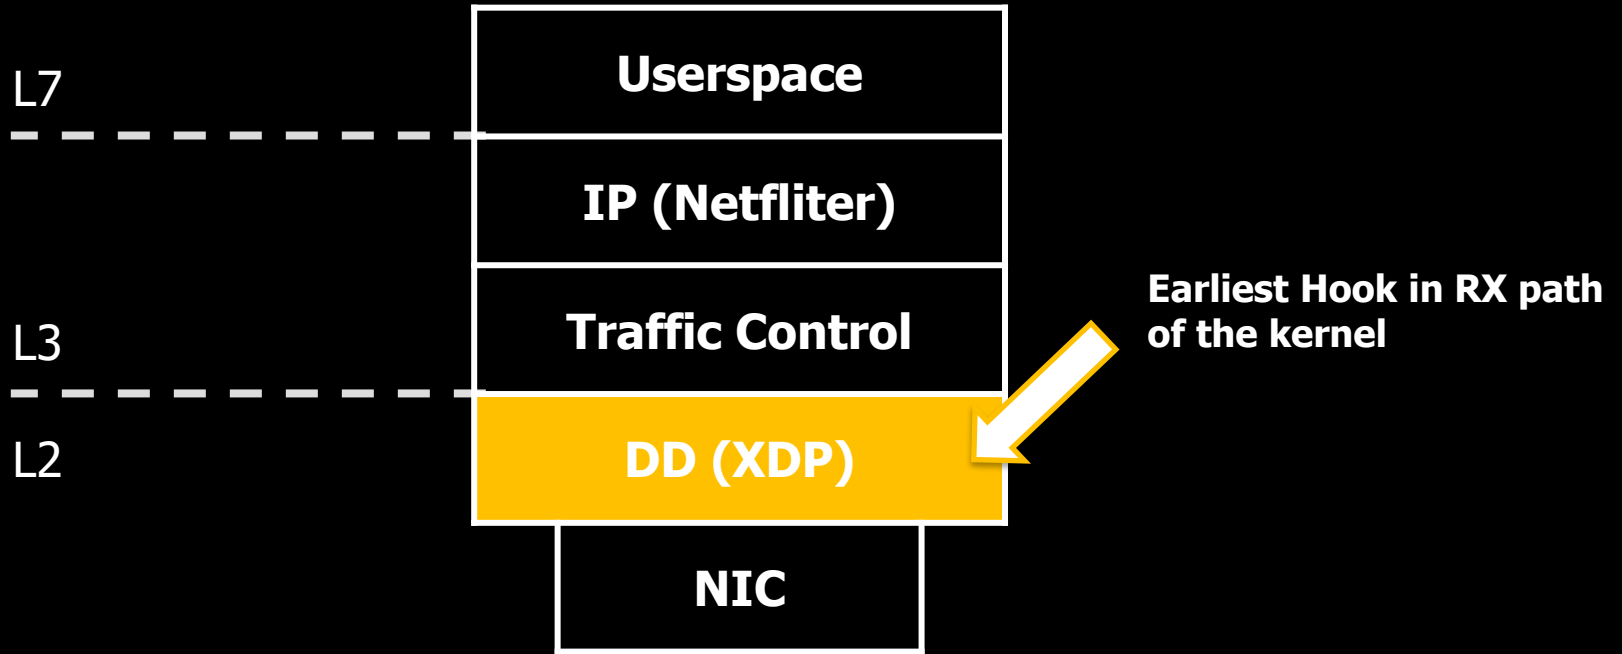 L7
Userspace
IP (Netfliter)
L3
Traffic Control
Earliest Hook in RX path
of the kernel
L2
DD (XDP)
NIC